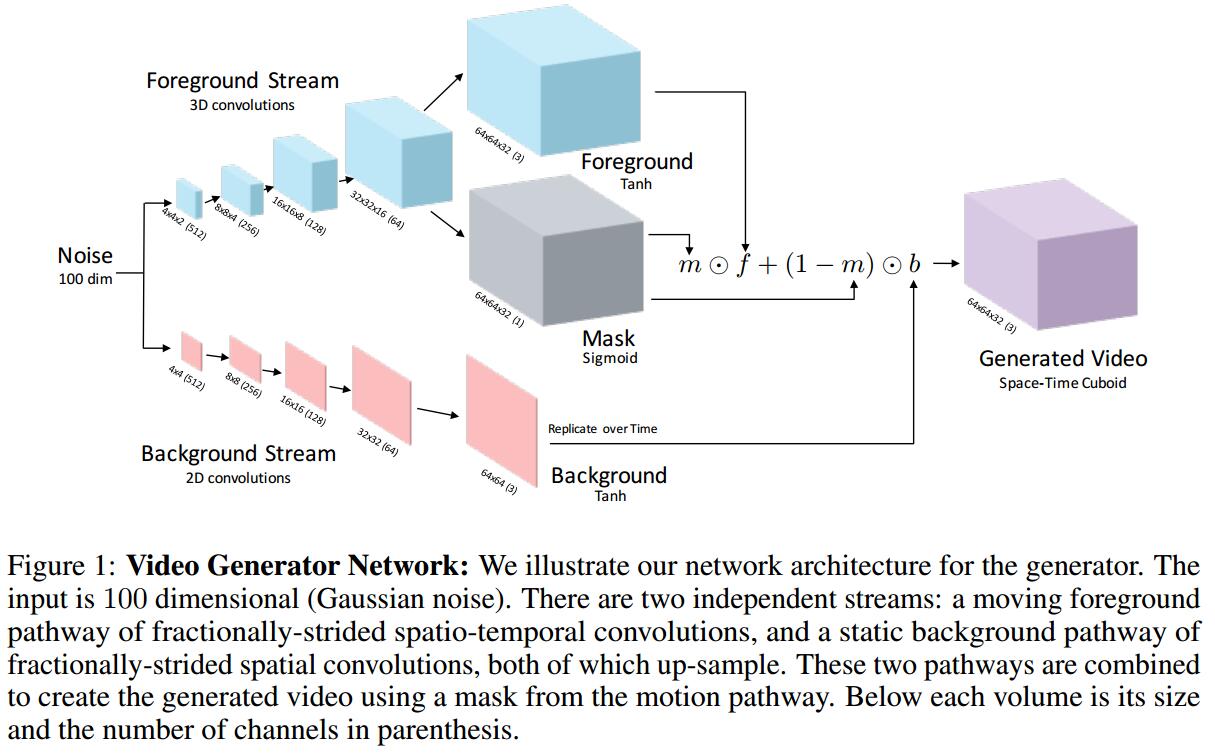 Foreground Stream
3D convolutions
4x4x2 (512)
8x8x4 (256)
16x16x8 (128)
32x32x16 (64)
64x64x32 (3)
Foreground
Tanh
Noise
100 dim
64x64x32 (1)
Mask
Sigmoid
m ⊙ f + (1 − m) ⊙ b
64x64x32 (3)
Generated Video
Space-Time Cuboid
4x4 (512)
8x8 (256)
16x16 (128)
32x32 (64)
64x64 (3)
Background Stream
2D convolutions
Replicate over Time
Background
Tanh
Figure 1: Video Generator Network: We illustrate our network architecture for the generator. The
input is 100 dimensional (Gaussian noise). There are two independent streams: a moving foreground
pathway of fractionally-strided spatio-temporal convolutions, and a static background pathway of
fractionally-strided spatial convolutions, both of which up-sample. These two pathways are combined
to create the generated video using a mask from the motion pathway. Below each volume is its size
and the number of channels in parenthesis.